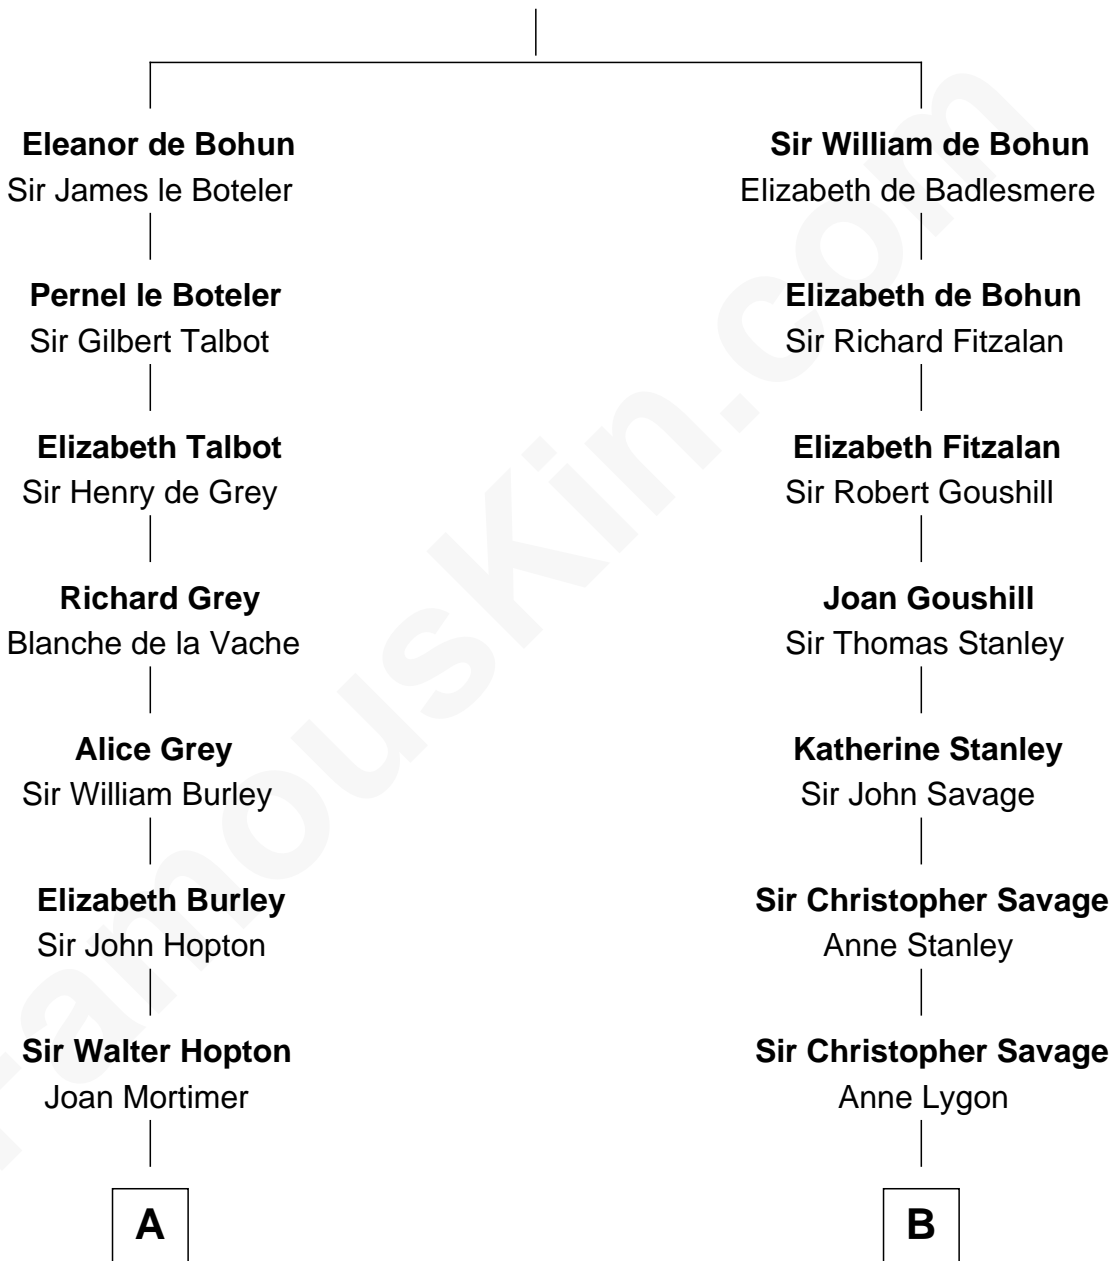 Eleanor de Bohun
Sir James le Boteler
Pernel le Boteler
Sir Gilbert Talbot
Elizabeth Talbot
Sir Henry de Grey
Richard Grey
Blanche de la Vache
Alice Grey
Sir William Burley
Elizabeth Burley
Sir John Hopton
Sir Walter Hopton
Joan Mortimer
A
Sir William de Bohun
Elizabeth de Badlesmere
Elizabeth de Bohun
Sir Richard Fitzalan
Elizabeth Fitzalan
Sir Robert Goushill
Joan Goushill
Sir Thomas Stanley
Katherine Stanley
Sir John Savage
Sir Christopher Savage
Anne Stanley
Sir Christopher Savage
Anne Lygon
B
FamousKin.com